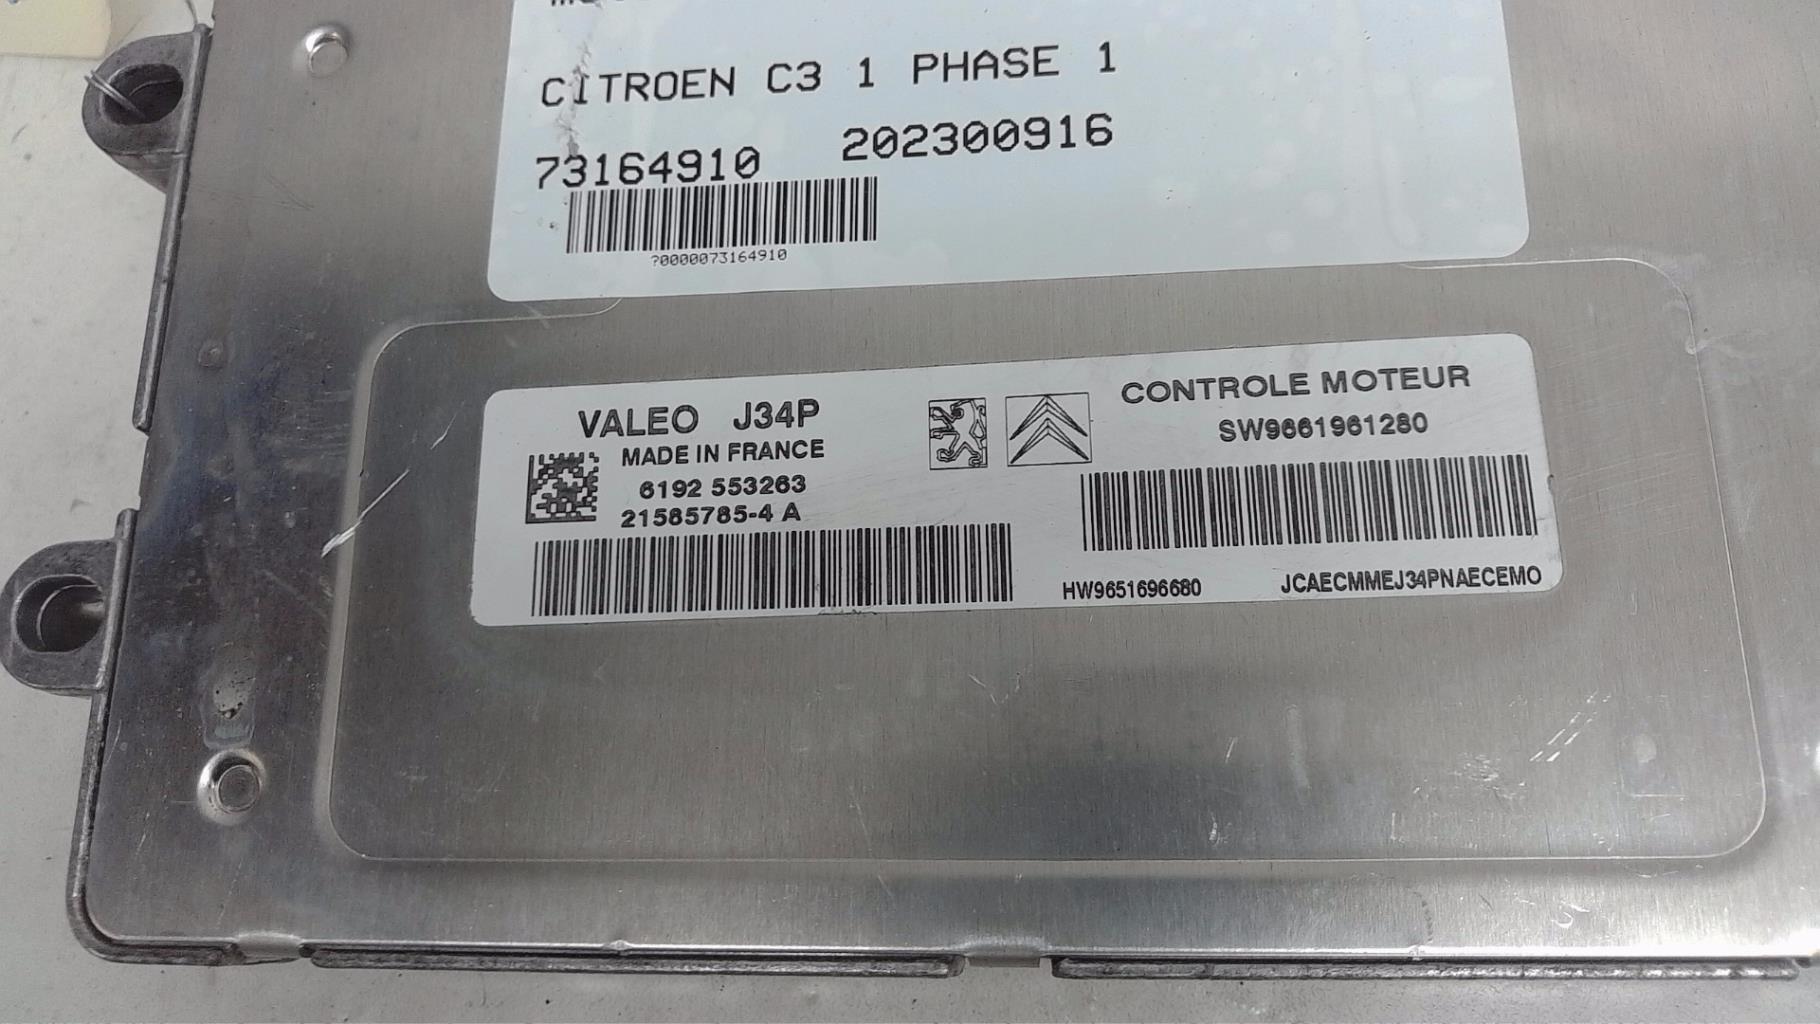 CITROEN C3 1 PHASE 1
73164910 202300916
?0000073164910
VALEO J34P
MADE IN FRANCE
6192 553263
21585785-4 A
CONTROLE MOTEUR
SW9661961280
HW9651696680 JCAECMMEJ34PNAECEMO